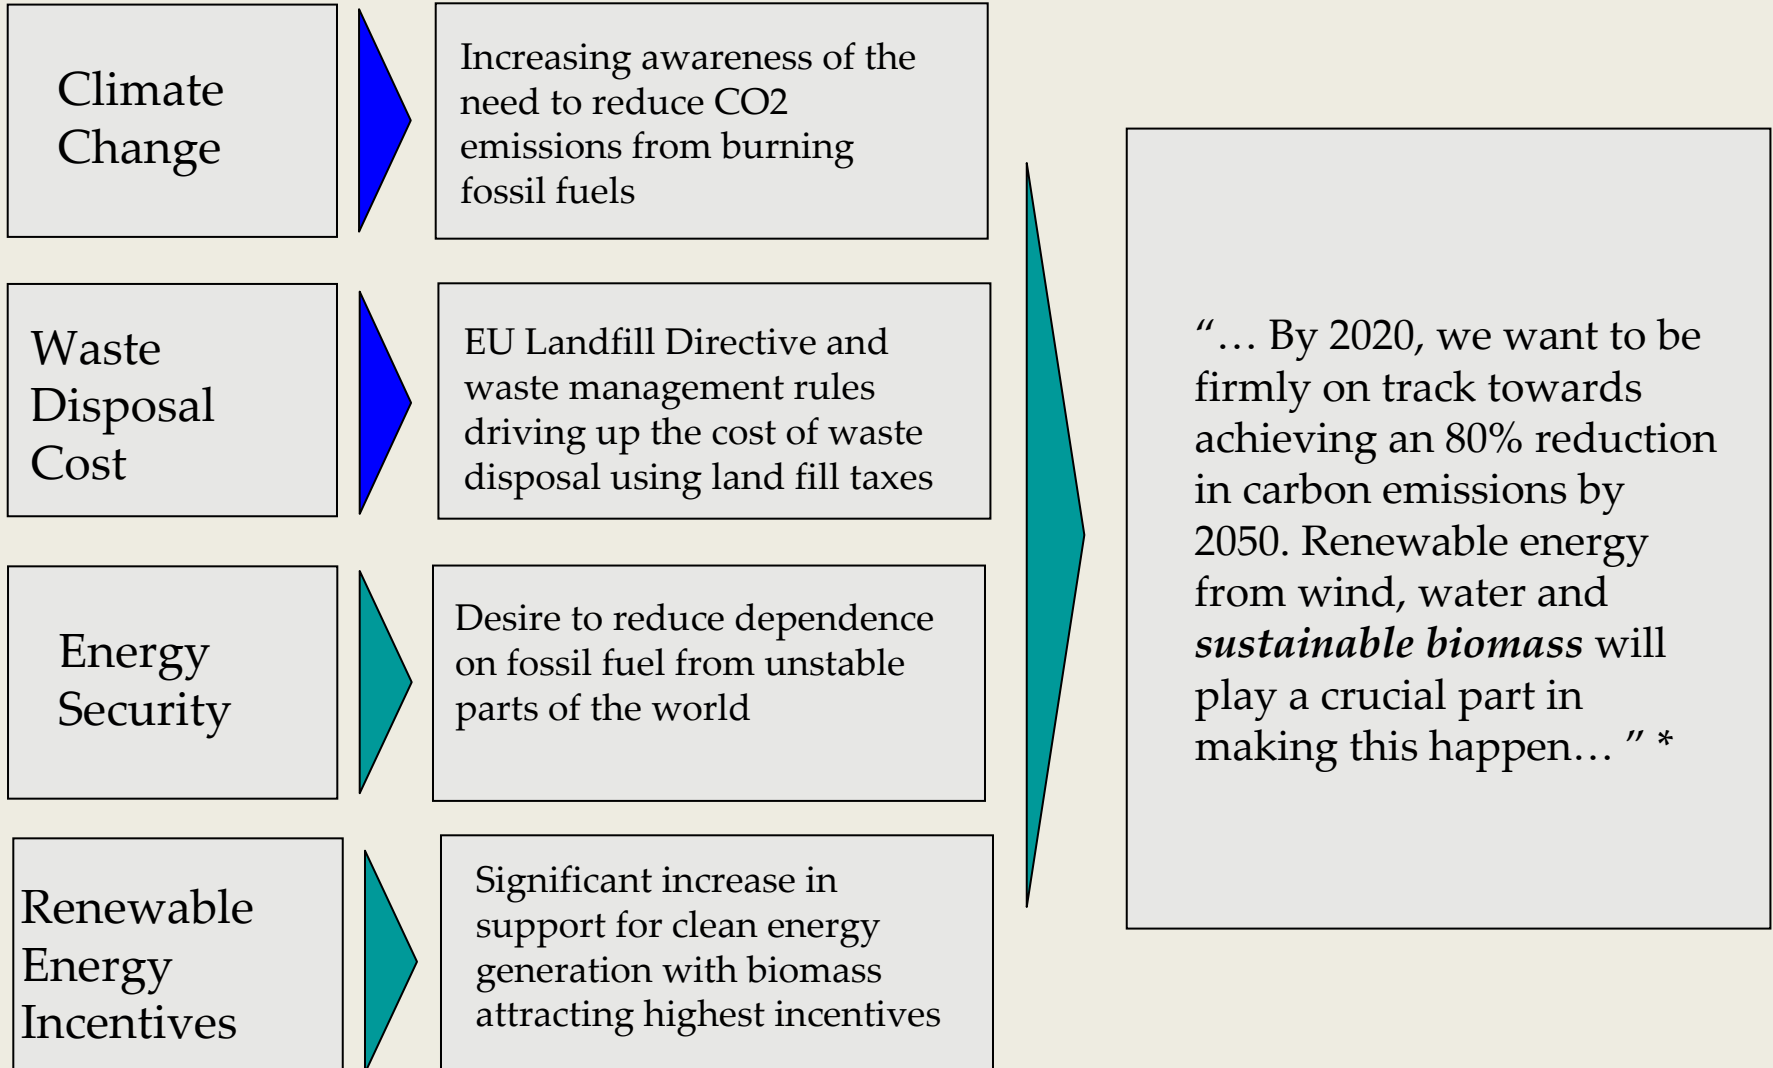 Climate
Change
Increasing awareness of the
need to reduce CO2
emissions from burning
fossil fuels
Waste
Disposal
Cost
EU Landfill Directive and
waste management rules
driving up the cost of waste
disposal using land fill taxes
Energy
Security
Desire to reduce dependence
on fossil fuel from unstable
parts of the world
Renewable
Energy
Incentives
Significant increase in
support for clean energy
generation with biomass
attracting highest incentives
“… By 2020, we want to be
firmly on track towards
achieving an 80% reduction
in carbon emissions by
2050. Renewable energy
from wind, water and
sustainable biomass will
play a crucial part in
making this happen… ” *